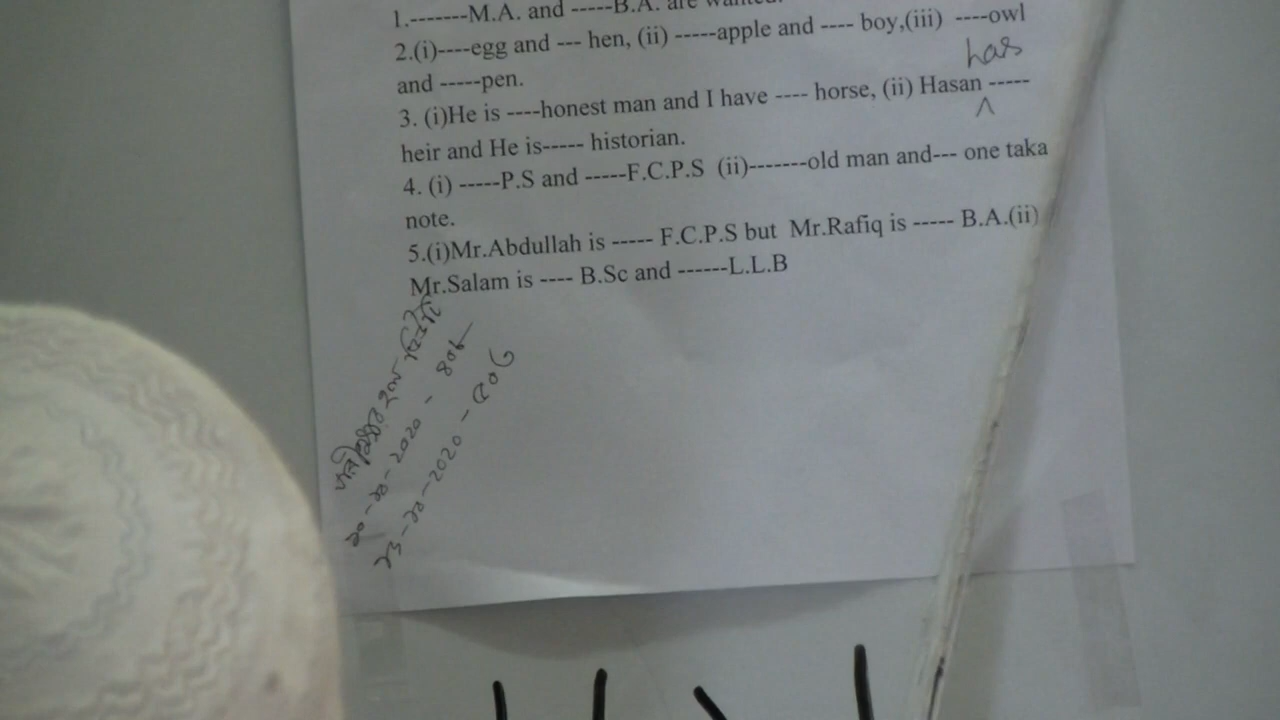 1.-------M.A. and -----B.A. are wanted.
2.(i)----egg and --- hen, (ii) -----apple and ---- boy,(iii) ----owl
and -----pen.
has
3. (i)He is ----honest man and I have ---- horse, (ii) Hasan -----
^
heir and He is----- historian.
4. (i) -----P.S and -----F.C.P.S (ii)-------old man and--- one taka
note.
5.(i)Mr.Abdullah is ----- F.C.P.S but Mr.Rafiq is ----- B.A.(ii)
Mr.Salam is ---- B.Sc and ------L.L.B